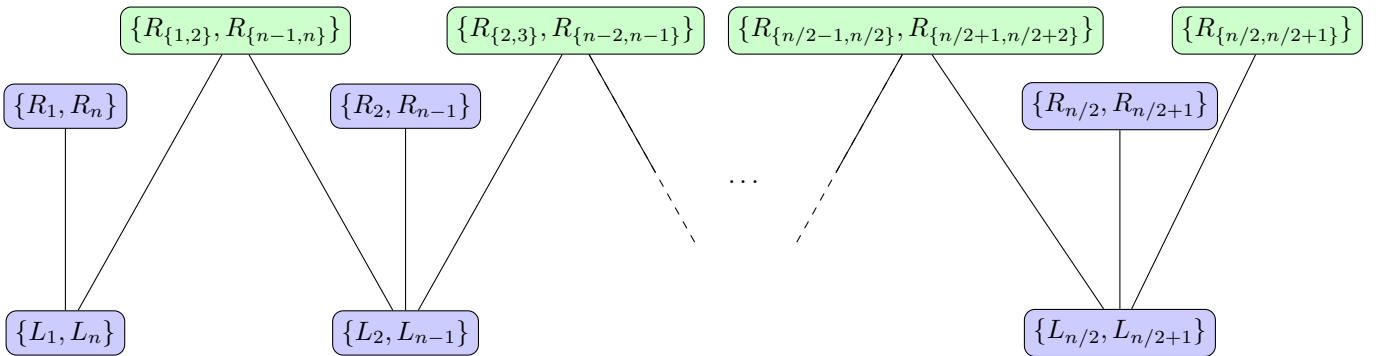 {R_{\{1,2\}}, R_{\{n−1,n\}}}
{R_{\{2,3\}}, R_{\{n−2,n−1\}}}
{R_{\{n/2−1,n/2\}}, R_{\{n/2+1,n/2+2\}}}
{R_{\{n/2,n/2+1\}}}
{R_1, R_n}
{R_2, R_{n−1}}
{R_{n/2}, R_{n/2+1}}
...
{L_1, L_n}
{L_2, L_{n−1}}
{L_{n/2}, L_{n/2+1}}